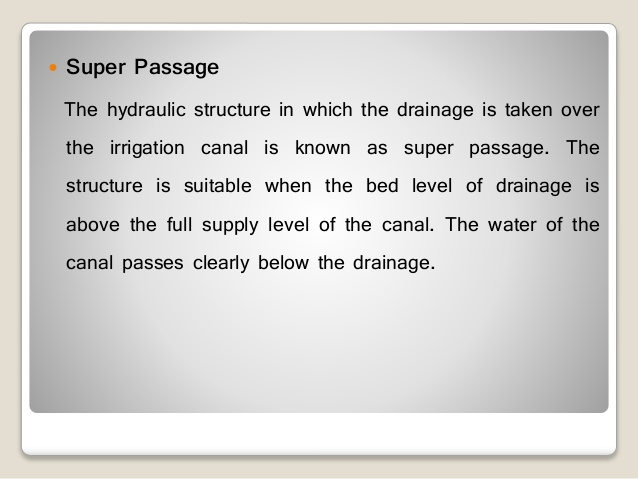 Super Passage
The hydraulic structure in which the drainage is taken over
the irrigation canal is known as super passage. The
structure is suitable when the bed level of drainage is
above the full supply level of the canal. The water of the
canal passes clearly below the drainage.